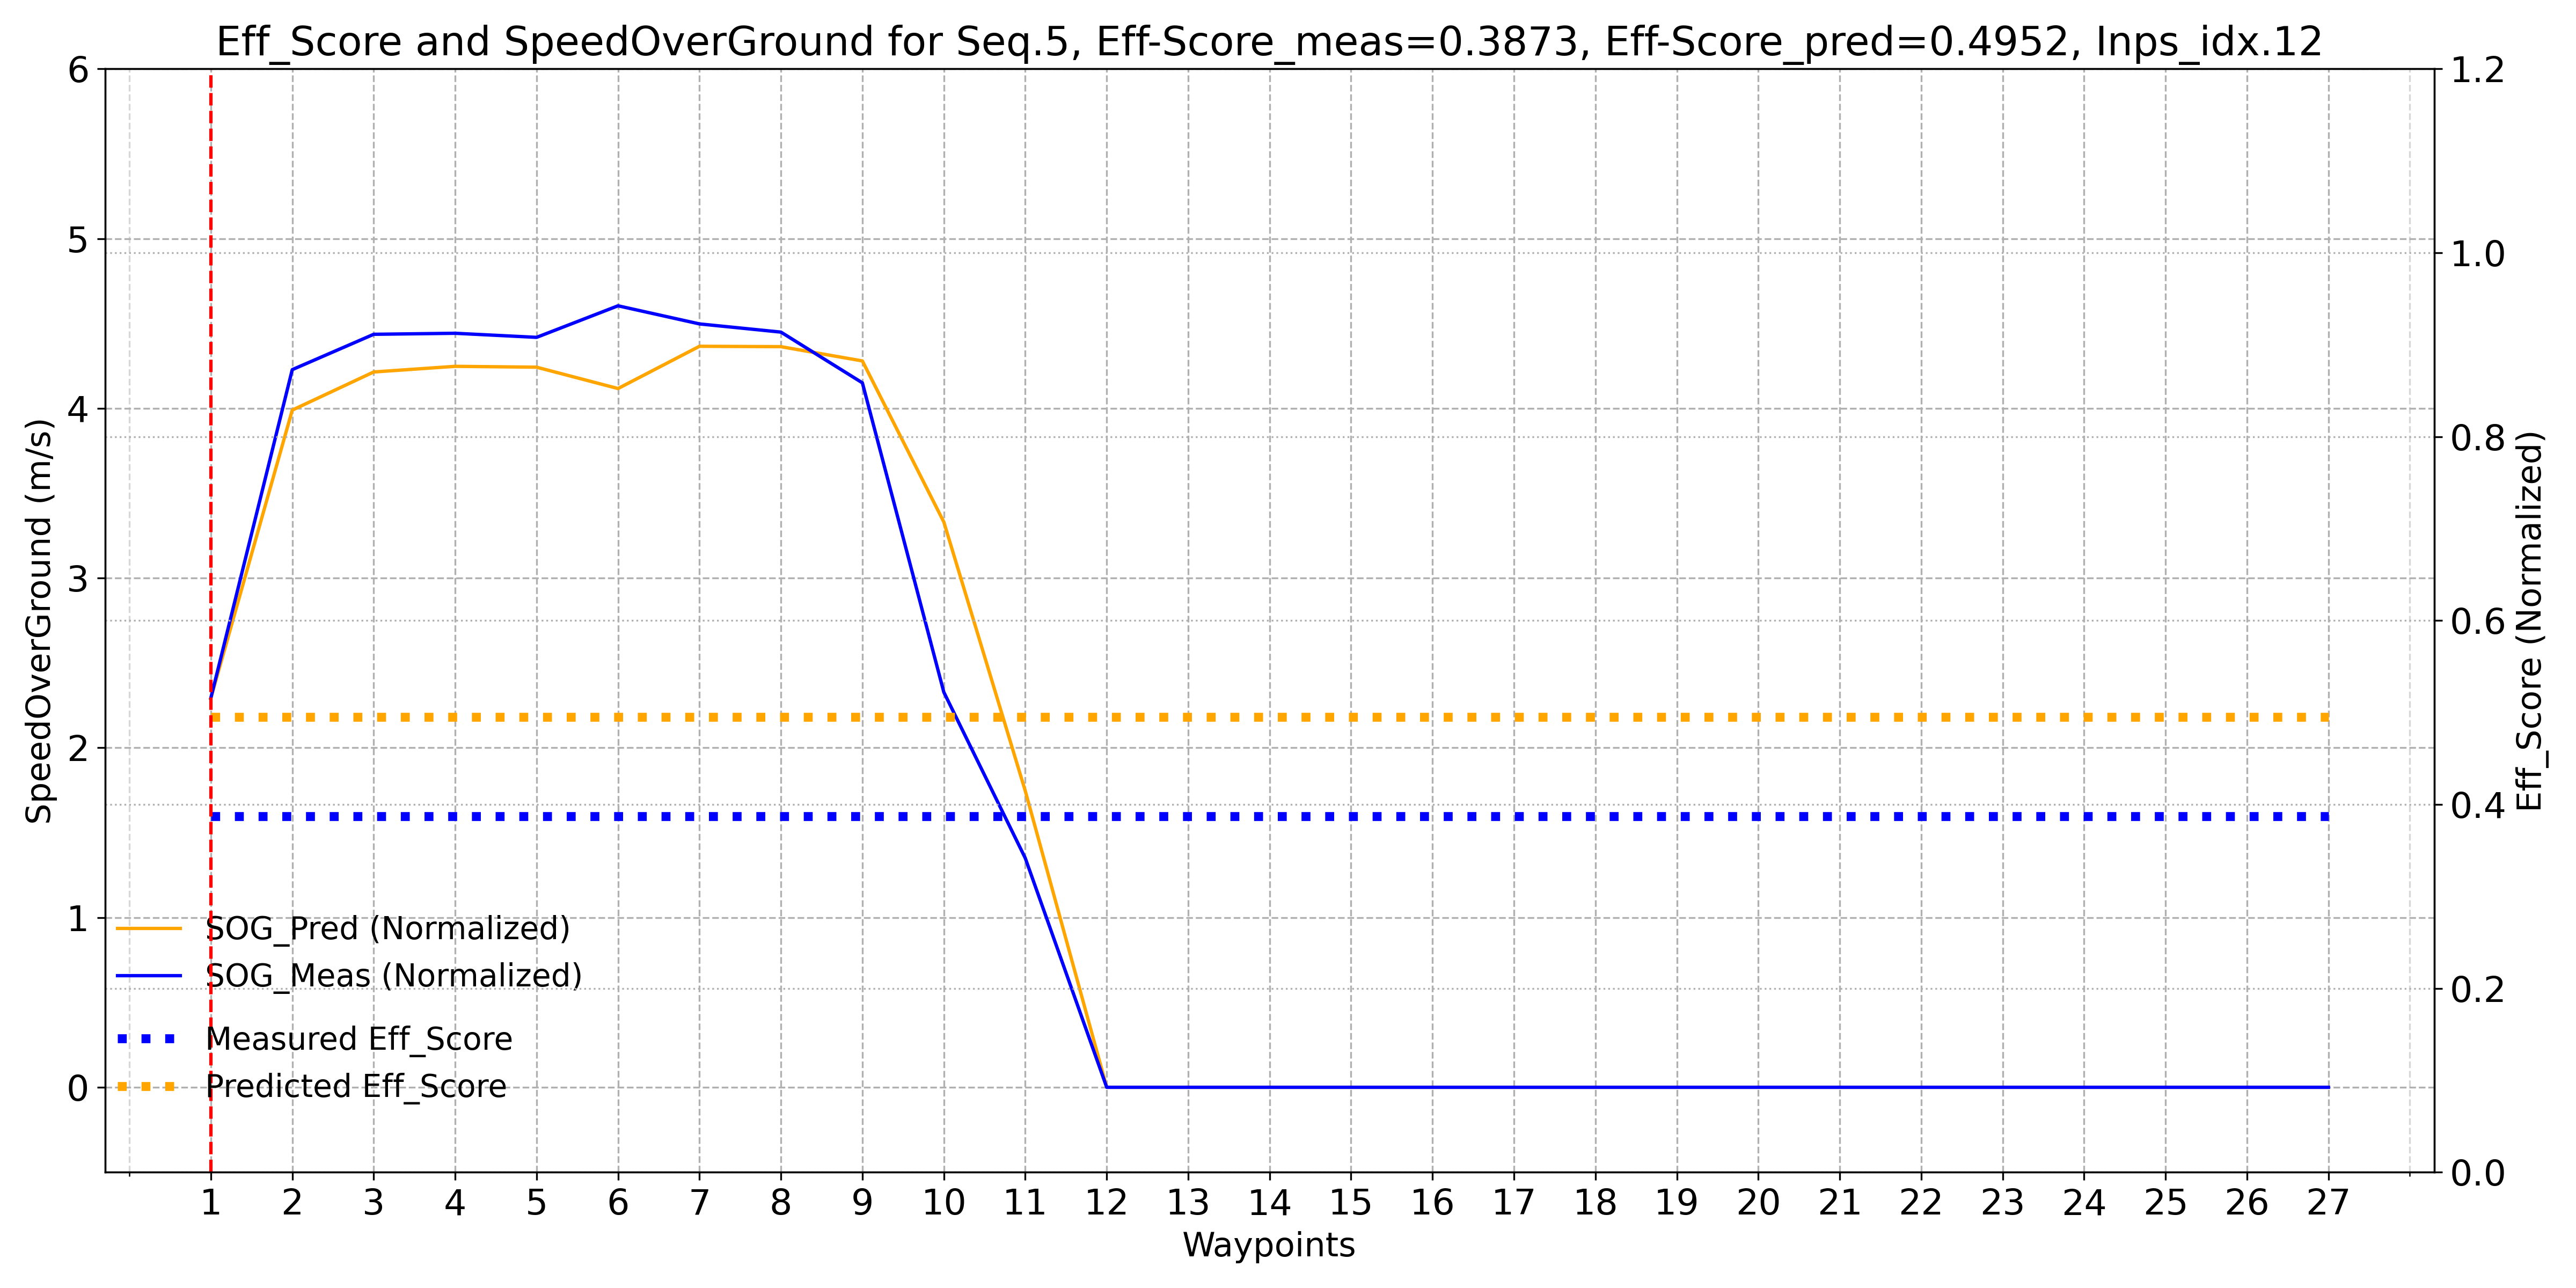 Eff_Score and SpeedOverGround for Seq.5, Eff-Score_meas=0.3873, Eff-Score_pred=0.4952, Inps_idx.12
6
5
4
3
2
1
0
SpeedOverGround (m/s)
1.2
1.0
0.8
0.6
0.4
0.2
0.0
Eff_Score (Normalized)
SOG_Pred (Normalized)
SOG_Meas (Normalized)
Measured Eff_Score
Predicted Eff_Score
1 2 3 4 5 6 7 8 9 10 11 12 13 14 15 16 17 18 19 20 21 22 23 24 25 26 27
Waypoints